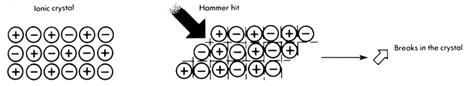 Ionic crystal
Hammer hit
Breaks in the crystal